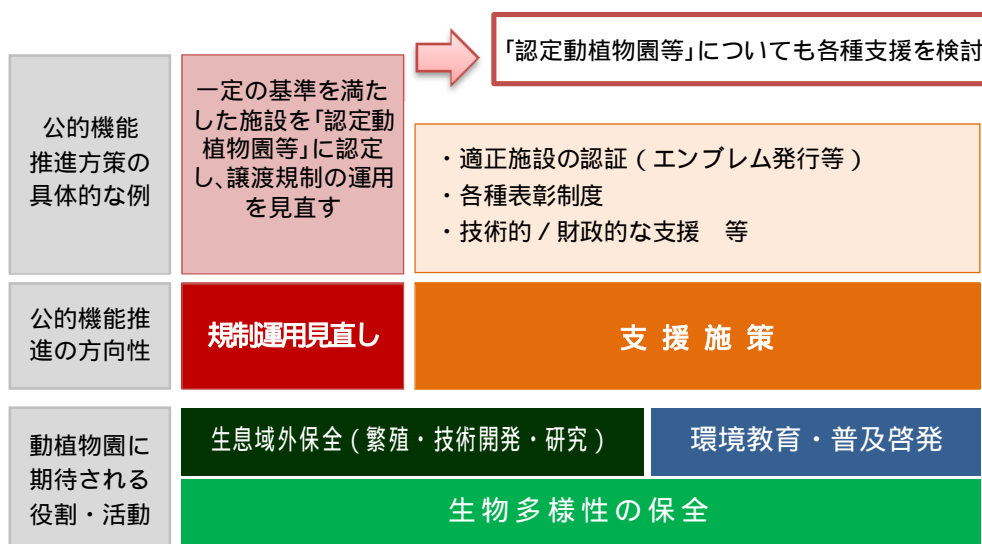 「認定動植物園等」についても各種支援を検討
公的機能
推進方策の
具体的な例
一定の基準を満た
した施設を「認定動
植物園等」に認定
し、譲渡規制の運用
を見直す
・適正施設の認証(エンブレム発行等)
・各種表彰制度
・技術的/財政的な支援　等
公的機能推
進の方向性
規制運用見直し
支援施策
動植物園に
期待される
役割・活動
生息域外保全(繁殖・技術開発・研究)
環境教育・普及啓発
生物多様性の保全